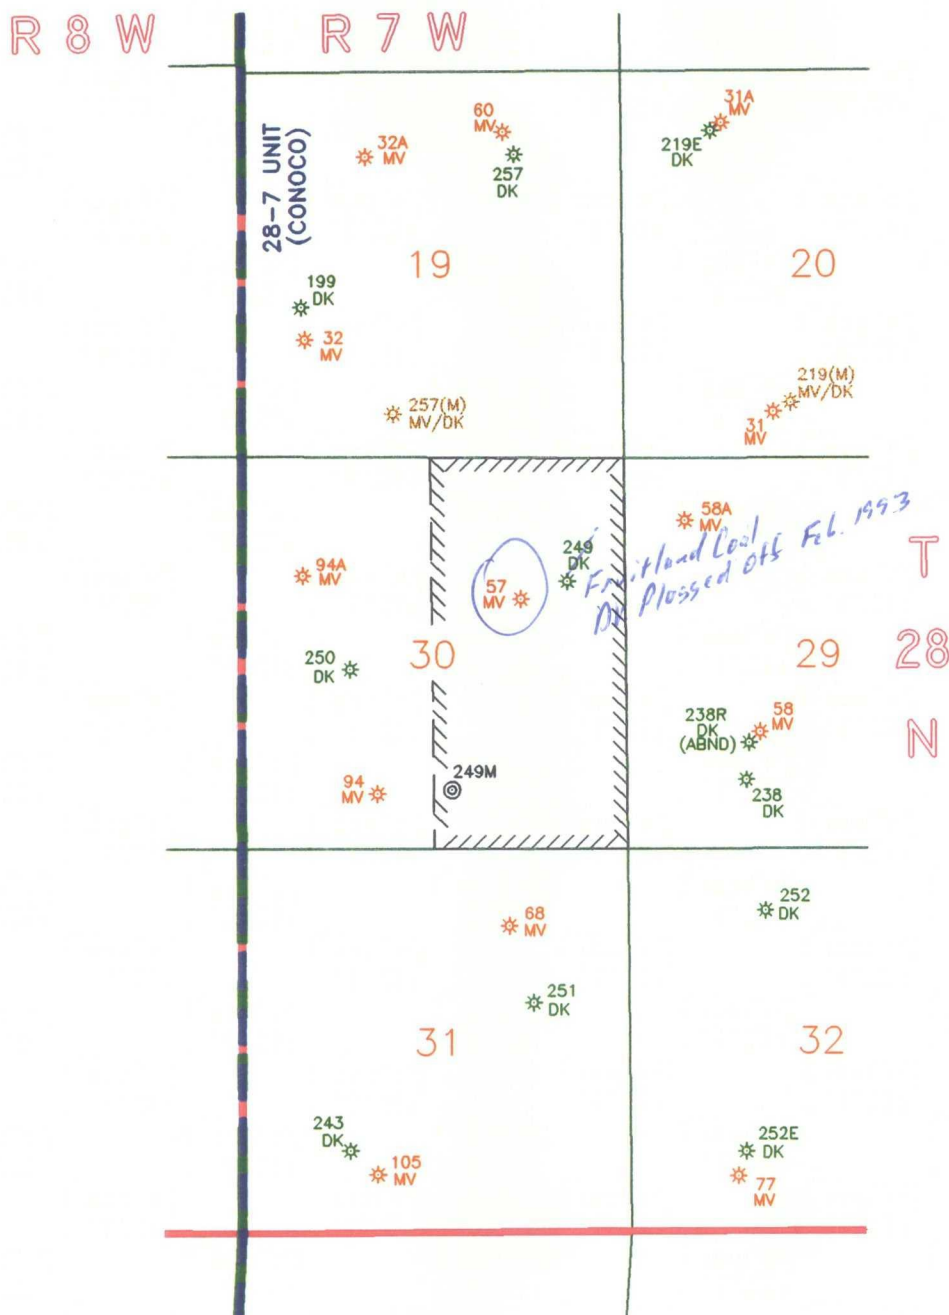 R 8 W
R 7 W
28-7 UNIT
(CONOCO)
32A
MV
60
MV
257
DK
31A
MV
219E
DK
19
20
199
DK
32
MV
257(M)
MV/DK
219(M)
MV/DK
31
MV
58A
MV
249
DK
Fruitland Coal
DK Plugged off Feb. 1993
94A
MV
57
MV
T
28
N
30
29
250
DK
238R
DK
(ABND)
58
MV
238
DK
94
MV
249M
252
DK
68
MV
251
DK
31
32
243
DK
105
MV
252E
DK
77
MV